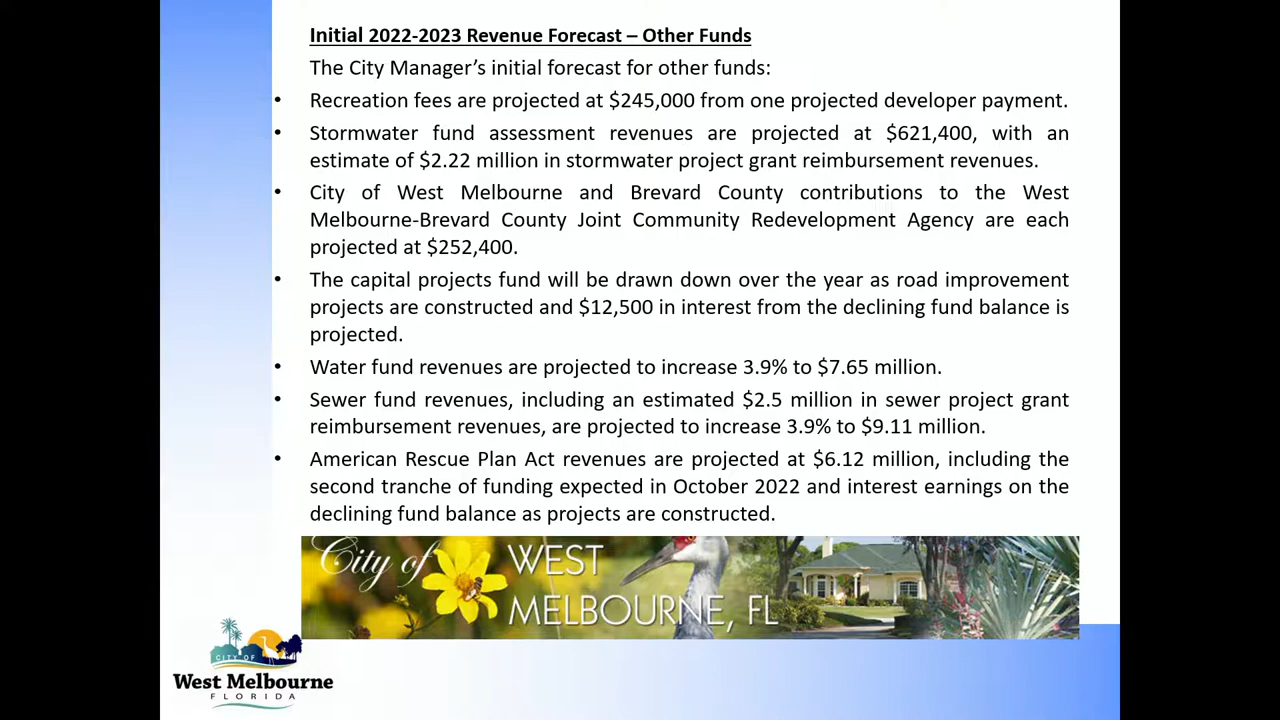 Initial 2022-2023 Revenue Forecast – Other Funds
The City Manager's initial forecast for other funds:
• Recreation fees are projected at $245,000 from one projected developer payment.
• Stormwater fund assessment revenues are projected at $621,400, with an
estimate of $2.22 million in stormwater project grant reimbursement revenues.
• City of West Melbourne and Brevard County contributions to the West
Melbourne-Brevard County Joint Community Redevelopment Agency are each
projected at $252,400.
• The capital projects fund will be drawn down over the year as road improvement
projects are constructed and $12,500 in interest from the declining fund balance is
projected.
• Water fund revenues are projected to increase 3.9% to $7.65 million.
• Sewer fund revenues, including an estimated $2.5 million in sewer project grant
reimbursement revenues, are projected to increase 3.9% to $9.11 million.
• American Rescue Plan Act revenues are projected at $6.12 million, including the
second tranche of funding expected in October 2022 and interest earnings on the
declining fund balance as projects are constructed.
City of WEST
MELBOURNE, FL
CITY OF
West Melbourne
FLORIDA